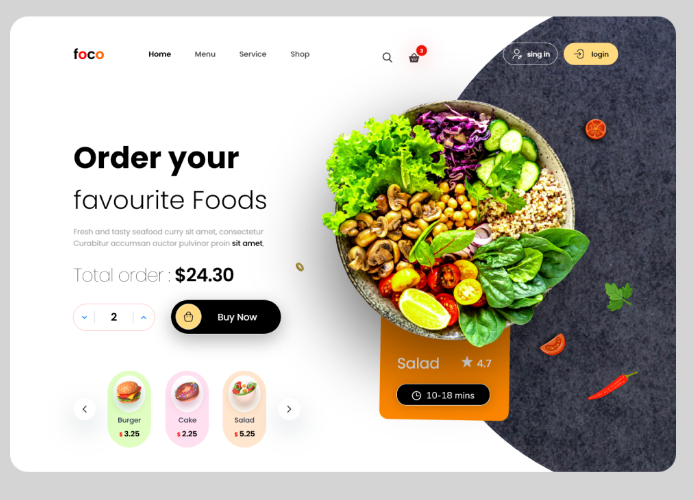 foco
Home
Menu
Service
Shop
3
sing in
login
Order your
favourite Foods
Fresh and tasty seafood curry sit amet, consectetur
Curabitur accumsan auctor pulvinar proin sit amet,
Total order : $24.30
2
Buy Now
Salad
4.7
10-18 mins
Burger
$ 3.25
Cake
$ 2.25
Salad
$ 5.25